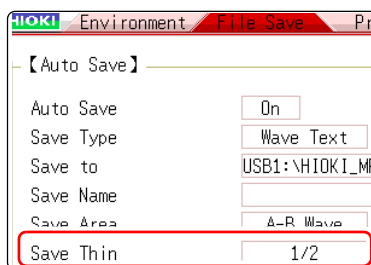 HIOKI Environment File Save Pr
【Auto Save】
Auto Save On
Save Type Wave Text
Save to USB1:\HIOKI_M
Save Name
Save Area A-B Wave
Save Thin 1/2